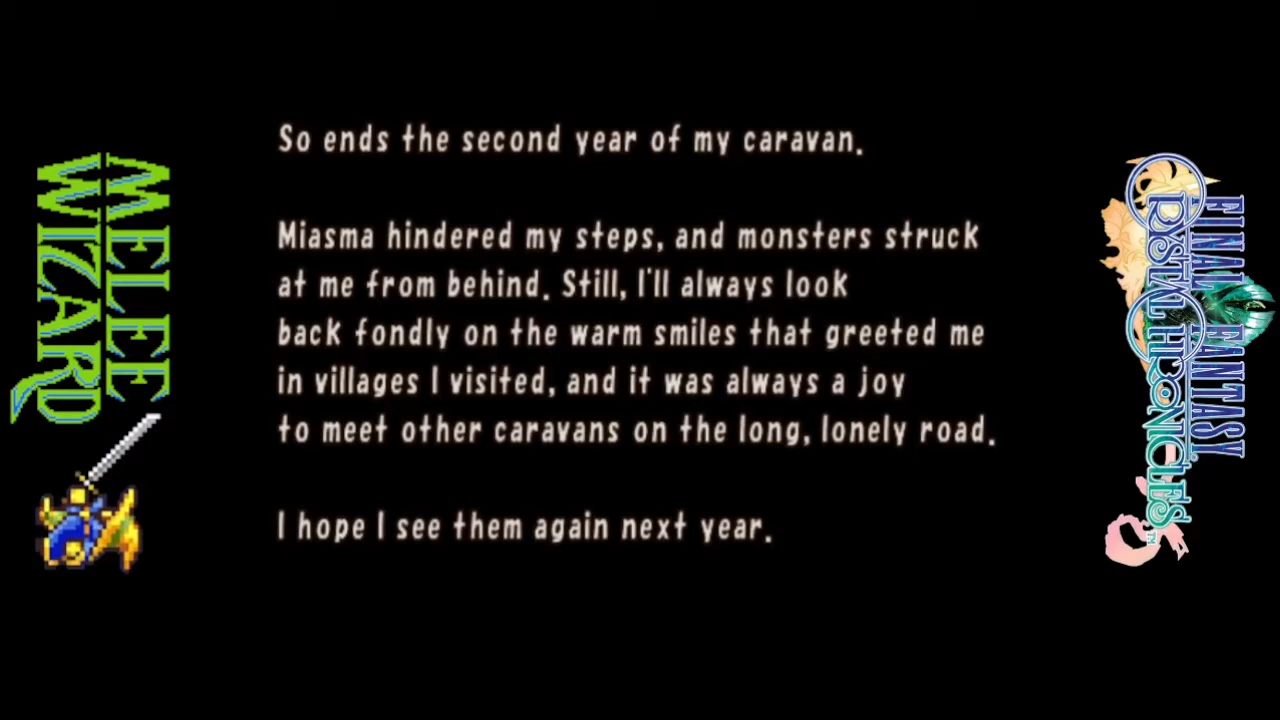 MELEE
WIZARD
So ends the second year of my caravan.
Miasma hindered my steps, and monsters struck
at me from behind. Still, I'll always look
back fondly on the warm smiles that greeted me
in villages I visited, and it was always a joy
to meet other caravans on the long, lonely road.
I hope I see them again next year.
FINAL FANTASY
CRYSTAL CHRONICLES™